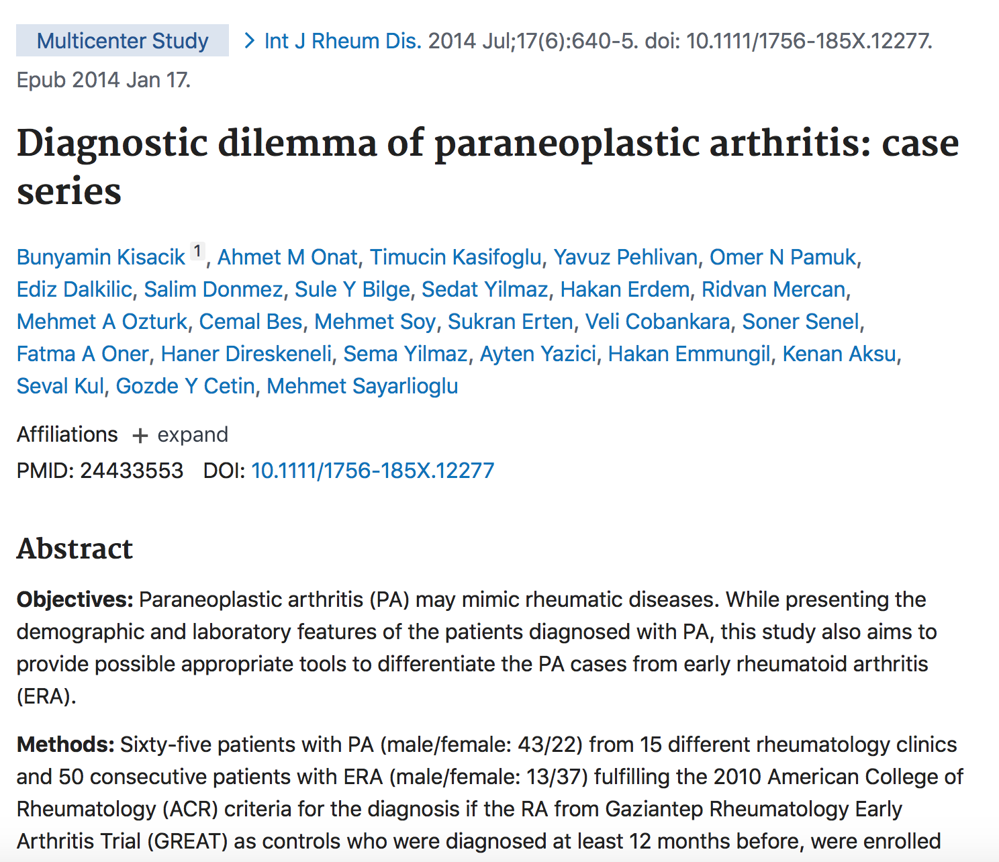 Multicenter Study > Int J Rheum Dis. 2014 Jul;17(6):640-5. doi: 10.1111/1756-185X.12277.
Epub 2014 Jan 17.
Diagnostic dilemma of paraneoplastic arthritis: case
series
Bunyamin Kisacik 1, Ahmet M Onat, Timucin Kasifoglu, Yavuz Pehlivan, Omer N Pamuk,
Ediz Dalkilic, Salim Donmez, Sule Y Bilge, Sedat Yilmaz, Hakan Erdem, Ridvan Mercan,
Mehmet A Ozturk, Cemal Bes, Mehmet Soy, Sukran Erten, Veli Cobankara, Soner Senel,
Fatma A Oner, Haner Direskeneli, Sema Yilmaz, Ayten Yazici, Hakan Emmungil, Kenan Aksu,
Seval Kul, Gozde Y Cetin, Mehmet Sayarlioglu
Affiliations + expand
PMID: 24433553 DOI: 10.1111/1756-185X.12277
Abstract
Objectives: Paraneoplastic arthritis (PA) may mimic rheumatic diseases. While presenting the
demographic and laboratory features of the patients diagnosed with PA, this study also aims to
provide possible appropriate tools to differentiate the PA cases from early rheumatoid arthritis
(ERA).
Methods: Sixty-five patients with PA (male/female: 43/22) from 15 different rheumatology clinics
and 50 consecutive patients with ERA (male/female: 13/37) fulfilling the 2010 American College of
Rheumatology (ACR) criteria for the diagnosis if the RA from Gaziantep Rheumatology Early
Arthritis Trial (GREAT) as controls who were diagnosed at least 12 months before, were enrolled